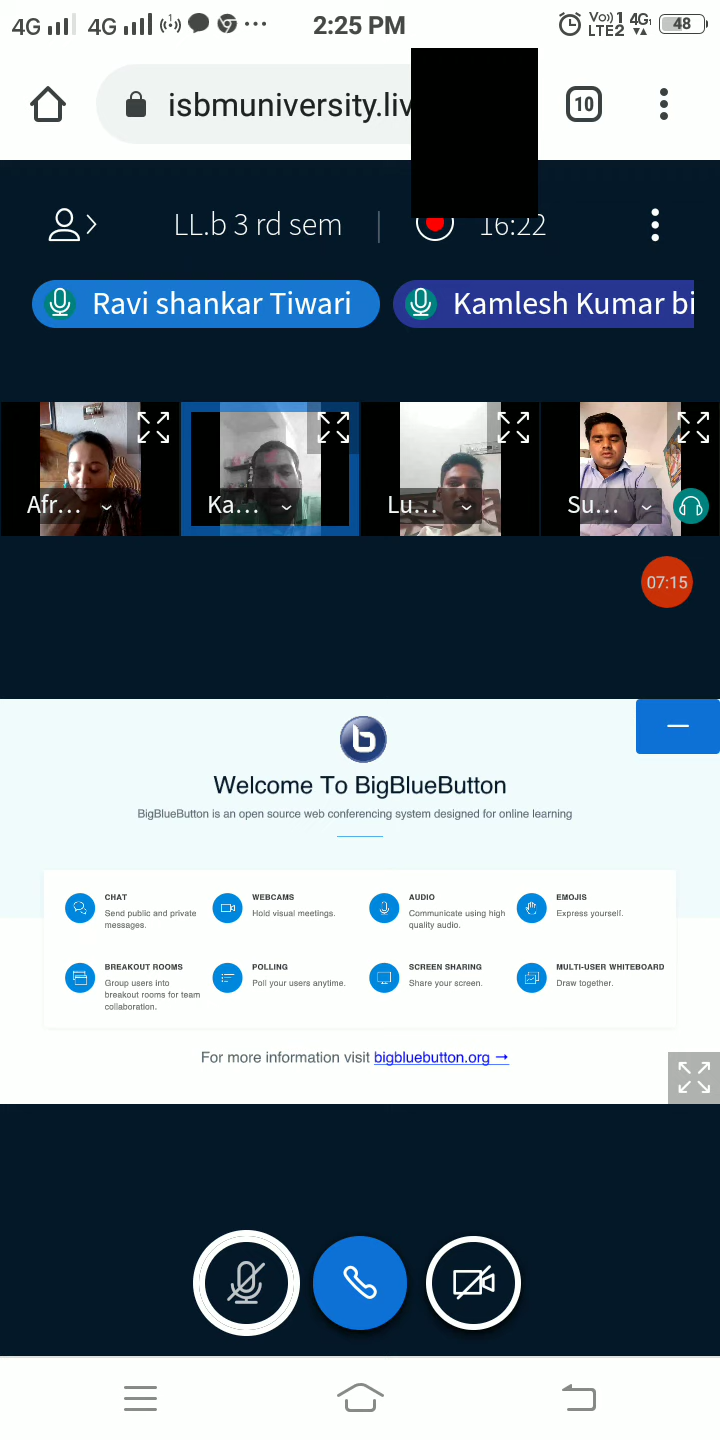 4G 4G 2:25 PM Vo)) 1 LTE2 4G 48
isbmuniversity.liv 10
LL.b 3 rd sem | 16:22
Ravi shankar Tiwari Kamlesh Kumar bi
Afr... Ka... Lu... Su...
07:15
Welcome To BigBlueButton
BigBlueButton is an open source web conferencing system designed for online learning
CHAT
Send public and private
messages.
WEBCAMS
Hold visual meetings.
AUDIO
Communicate using high
quality audio.
EMOJIS
Express yourself.
BREAKOUT ROOMS
Group users into
breakout rooms for team
collaboration.
POLLING
Poll your users anytime.
SCREEN SHARING
Share your screen.
MULTI-USER WHITEBOARD
Draw together.
For more information visit bigbluebutton.org →